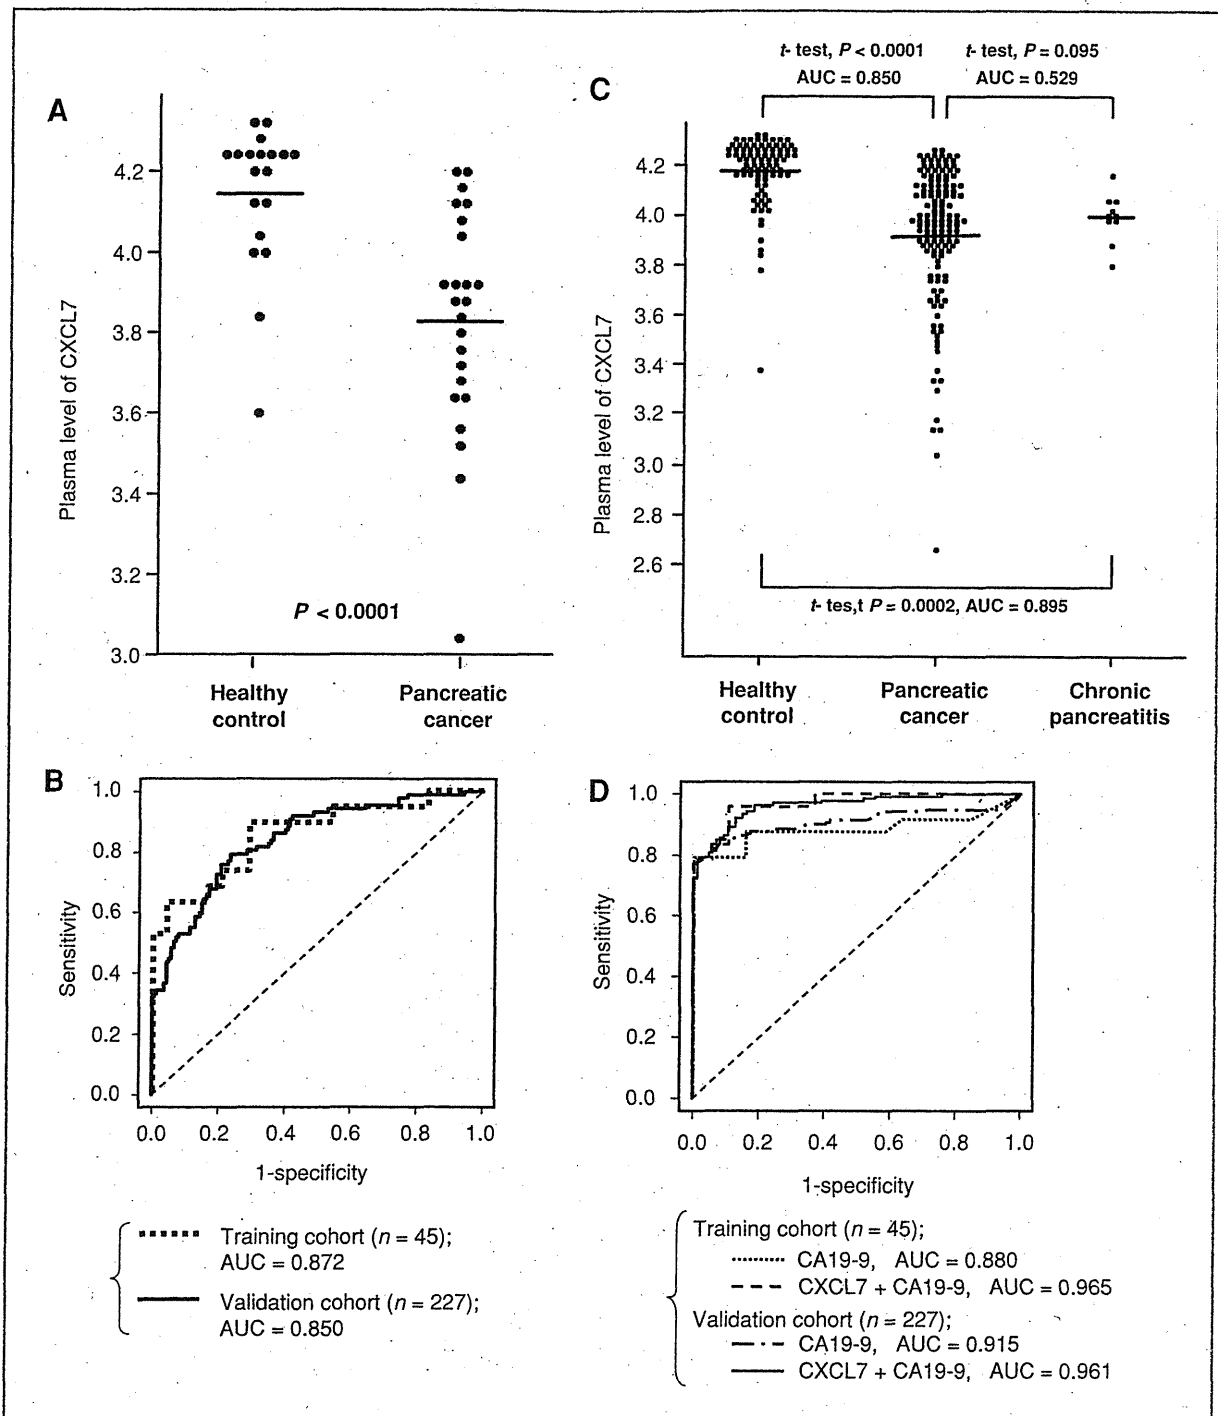 A
Plasma level of CXCL7
4.2
4.0
3.8
3.6
3.4
3.2
3.0
P < 0.0001
Healthy
control
Pancreatic
cancer
C
t- test, P < 0.0001
AUC = 0.850
t- test, P = 0.095
AUC = 0.529
Plasma level of CXCL7
4.2
4.0
3.8
3.6
3.4
3.2
3.0
2.8
2.6
t- tes,t P = 0.0002, AUC = 0.895
Healthy
control
Pancreatic
cancer
Chronic
pancreatitis
B
Sensitivity
1.0
0.8
0.6
0.4
0.2
0.0
0.0 0.2 0.4 0.6 0.8 1.0
1-specificity
Training cohort (n = 45);
AUC = 0.872
Validation cohort (n = 227);
AUC = 0.850
D
Sensitivity
1.0
0.8
0.6
0.4
0.2
0.0
0.0 0.2 0.4 0.6 0.8 1.0
1-specificity
Training cohort (n = 45);
CA19-9, AUC = 0.880
CXCL7 + CA19-9, AUC = 0.965
Validation cohort (n = 227);
CA19-9, AUC = 0.915
CXCL7 + CA19-9, AUC = 0.961